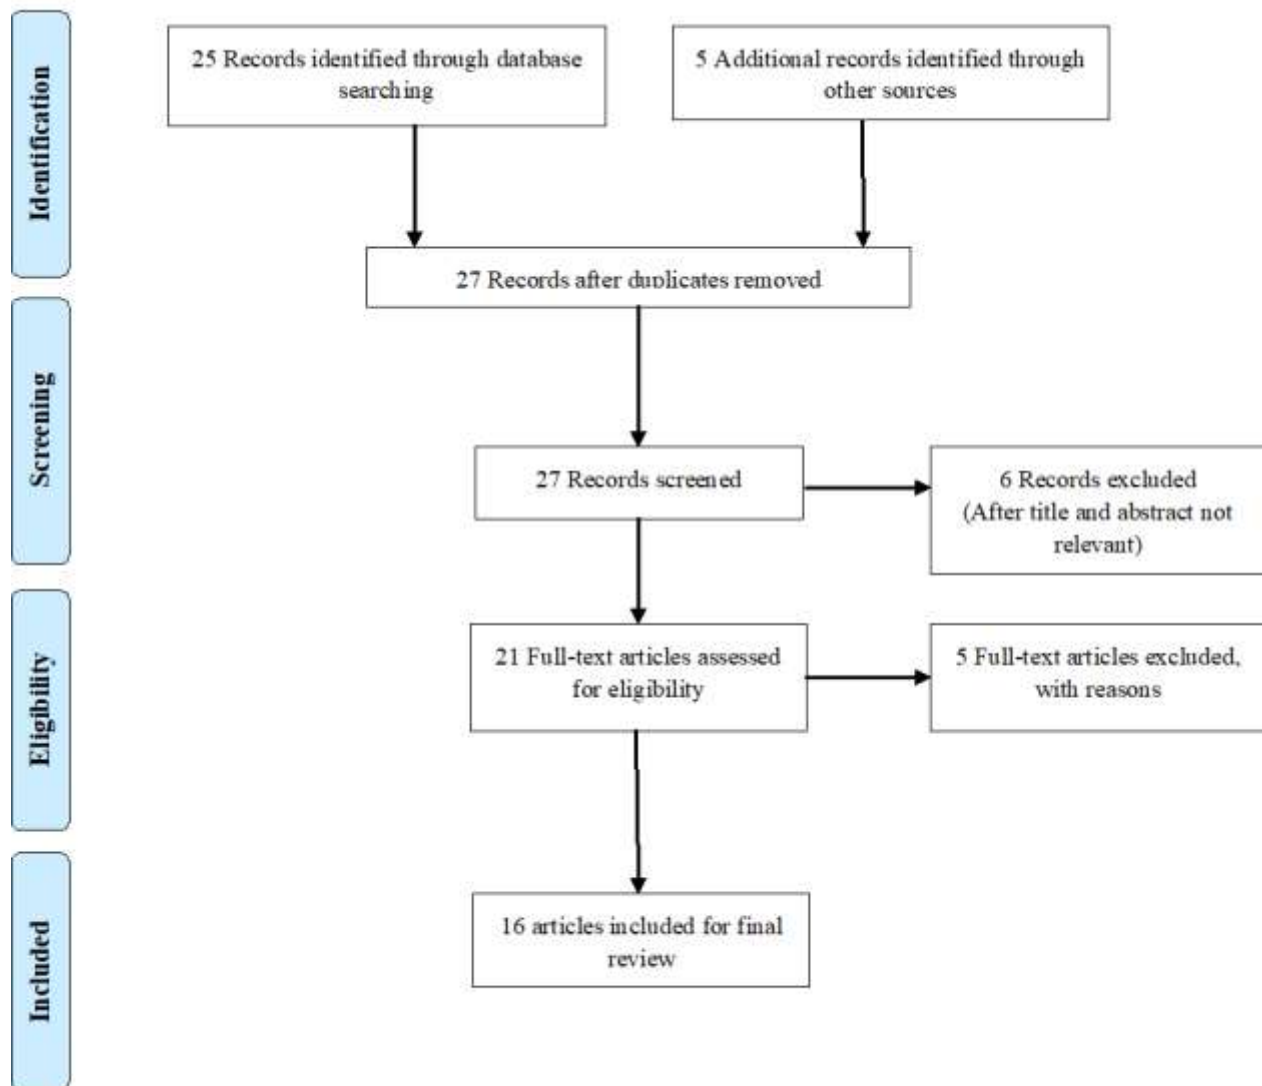 Identification
25 Records identified through database
searching
5 Additional records identified through
other sources
27 Records after duplicates removed
Screening
27 Records screened
6 Records excluded
(After title and abstract not
relevant)
Eligibility
21 Full-text articles assessed
for eligibility
5 Full-text articles excluded,
with reasons
Included
16 articles included for final
review